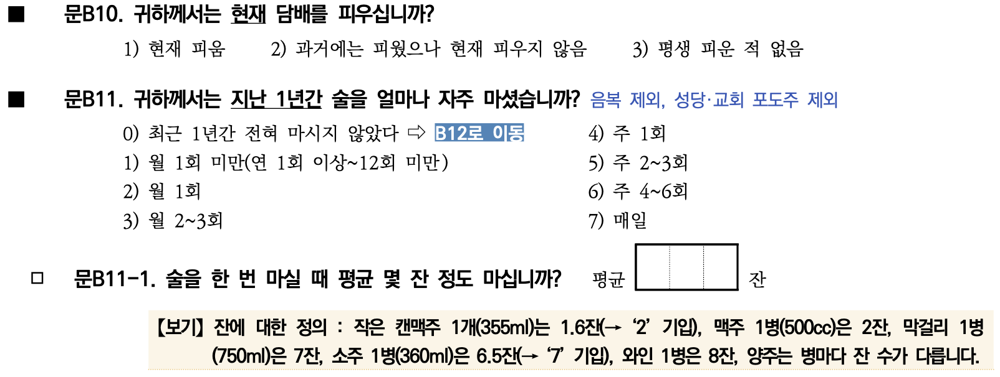 ■ 문B10. 귀하께서는 현재 담배를 피우십니까?
1) 현재 피움 2) 과거에는 피웠으나 현재 피우지 않음 3) 평생 피운 적 없음
■ 문B11. 귀하께서는 지난 1년간 술을 얼마나 자주 마셨습니까? 음복 제외, 성당·교회 포도주 제외
0) 최근 1년간 전혀 마시지 않았다 ⇨ B12로 이동 4) 주 1회
1) 월 1회 미만(연 1회 이상~12회 미만) 5) 주 2~3회
2) 월 1회 6) 주 4~6회
3) 월 2~3회 7) 매일
□ 문B11-1. 술을 한 번 마실 때 평균 몇 잔 정도 마십니까? 평균 잔
【보기】 잔에 대한 정의 : 작은 캔맥주 1개(355ml)는 1.6잔(→ ‘2’ 기입), 맥주 1병(500cc)은 2잔, 막걸리 1병
(750ml)은 7잔, 소주 1병(360ml)은 6.5잔(→ ‘7’ 기입), 와인 1병은 8잔, 양주는 병마다 잔 수가 다릅니다.